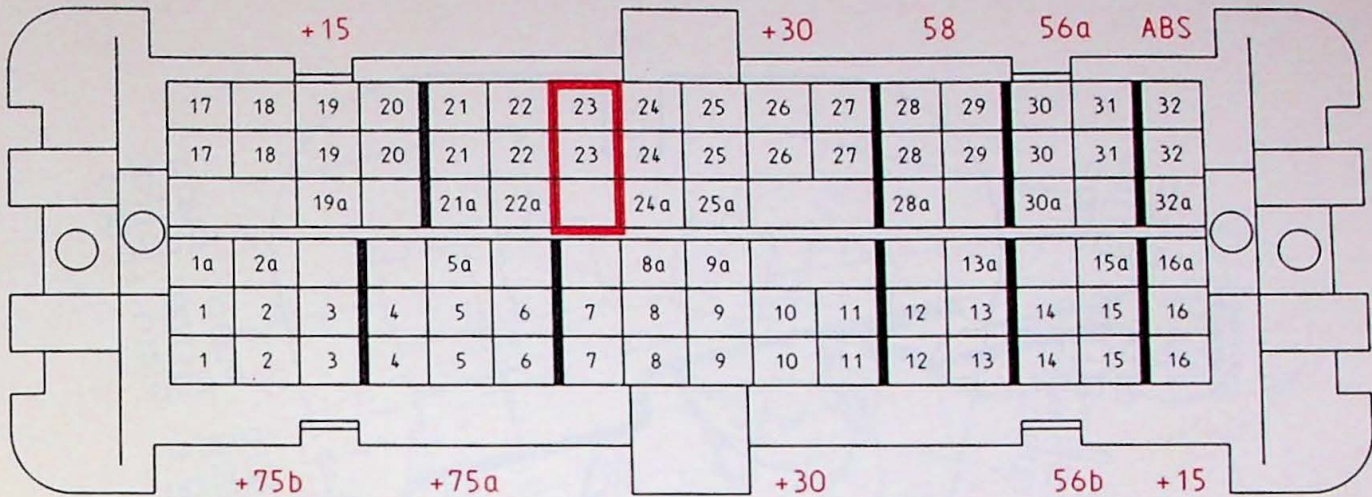 +15 +30 58 56a ABS
17 18 19 20 21 22 23 24 25 26 27 28 29 30 31 32
17 18 19 20 21 22 23 24 25 26 27 28 29 30 31 32
19a 21a 22a 24a 25a 28a 30a 32a
1a 2a 5a 8a 9a 13a 15a 16a
1 2 3 4 5 6 7 8 9 10 11 12 13 14 15 16
1 2 3 4 5 6 7 8 9 10 11 12 13 14 15 16
+75b +75a +30 56b +15